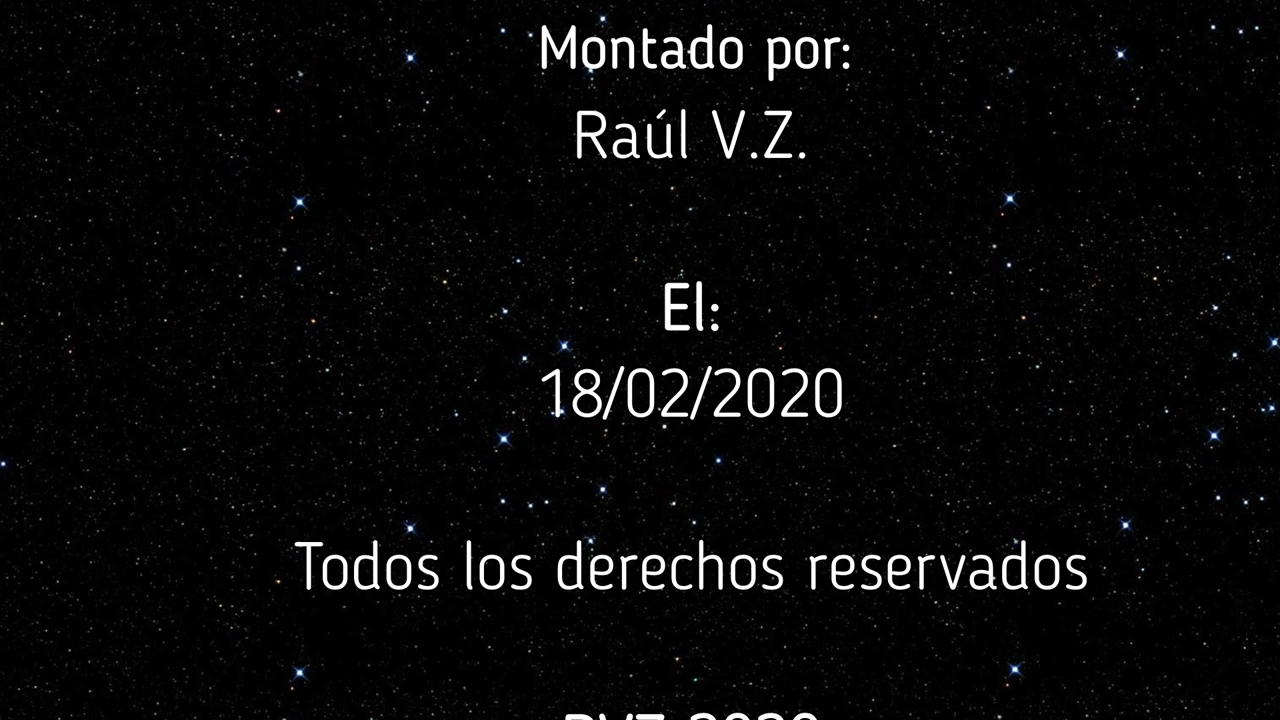 Montado por:
Raúl V.Z.
El:
18/02/2020
Todos los derechos reservados